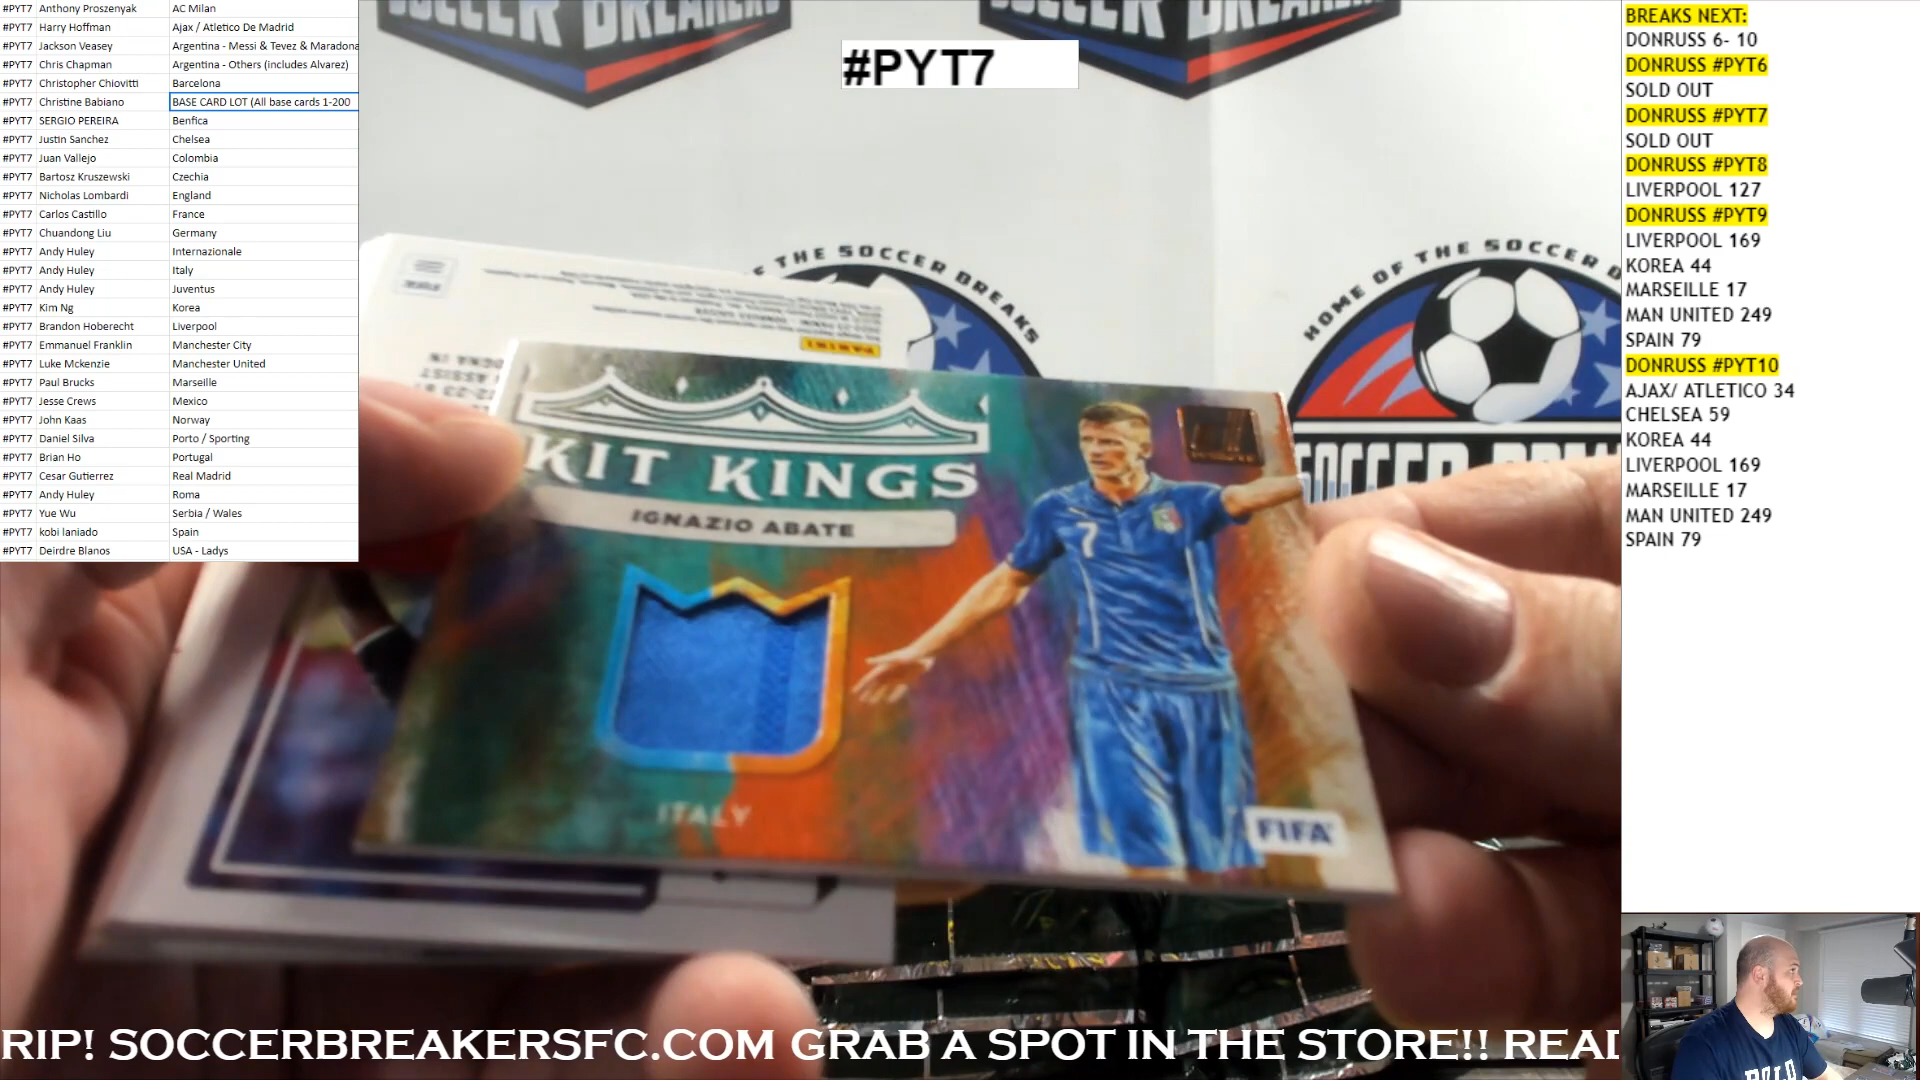 #PYT7 Anthony Proszenyak AC Milan
#PYT7 Harry Hoffman Ajax / Atletico De Madrid
#PYT7 Jackson Veasey Argentina - Messi & Tevez & Maradona
#PYT7 Chris Chapman Argentina - Others (includes Alvarez)
#PYT7 Christopher Chiovitti Barcelona
#PYT7 Christine Babiano BASE CARD LOT (All base cards 1-200
#PYT7 SERGIO PEREIRA Benfica
#PYT7 Justin Sanchez Chelsea
#PYT7 Juan Vallejo Colombia
#PYT7 Bartosz Kruszewski Czechia
#PYT7 Nicholas Lombardi England
#PYT7 Carlos Castillo France
#PYT7 Chuandong Liu Germany
#PYT7 Andy Huley Internazionale
#PYT7 Andy Huley Italy
#PYT7 Andy Huley Juventus
#PYT7 Kim Ng Korea
#PYT7 Brandon Hoberecht Liverpool
#PYT7 Emmanuel Franklin Manchester City
#PYT7 Luke Mckenzie Manchester United
#PYT7 Paul Brucks Marseille
#PYT7 Jesse Crews Mexico
#PYT7 John Kaas Norway
#PYT7 Daniel Silva Porto / Sporting
#PYT7 Brian Ho Portugal
#PYT7 Cesar Gutierrez Real Madrid
#PYT7 Andy Huley Roma
#PYT7 Yue Wu Serbia / Wales
#PYT7 kobi laniado Spain
#PYT7 Deirdre Blanos USA - Ladys
SOCCER BREAKERS
SOCCER BREAKERS
#PYT7
THE SOCCER BREAKS
HOME OF THE SOCCER
SOCCER BREAKERS
PANINI
KIT KINGS
IGNAZIO ABATE
7
ITALY
FIFA
BREAKS NEXT:
DONRUSS 6- 10
DONRUSS #PYT6
SOLD OUT
DONRUSS #PYT7
SOLD OUT
DONRUSS #PYT8
LIVERPOOL 127
DONRUSS #PYT9
LIVERPOOL 169
KOREA 44
MARSEILLE 17
MAN UNITED 249
SPAIN 79
DONRUSS #PYT10
AJAX/ ATLETICO 34
CHELSEA 59
KOREA 44
LIVERPOOL 169
MARSEILLE 17
MAN UNITED 249
SPAIN 79
POLO
RIP! SOCCERBREAKERSFC.COM GRAB A SPOT IN THE STORE!! READ